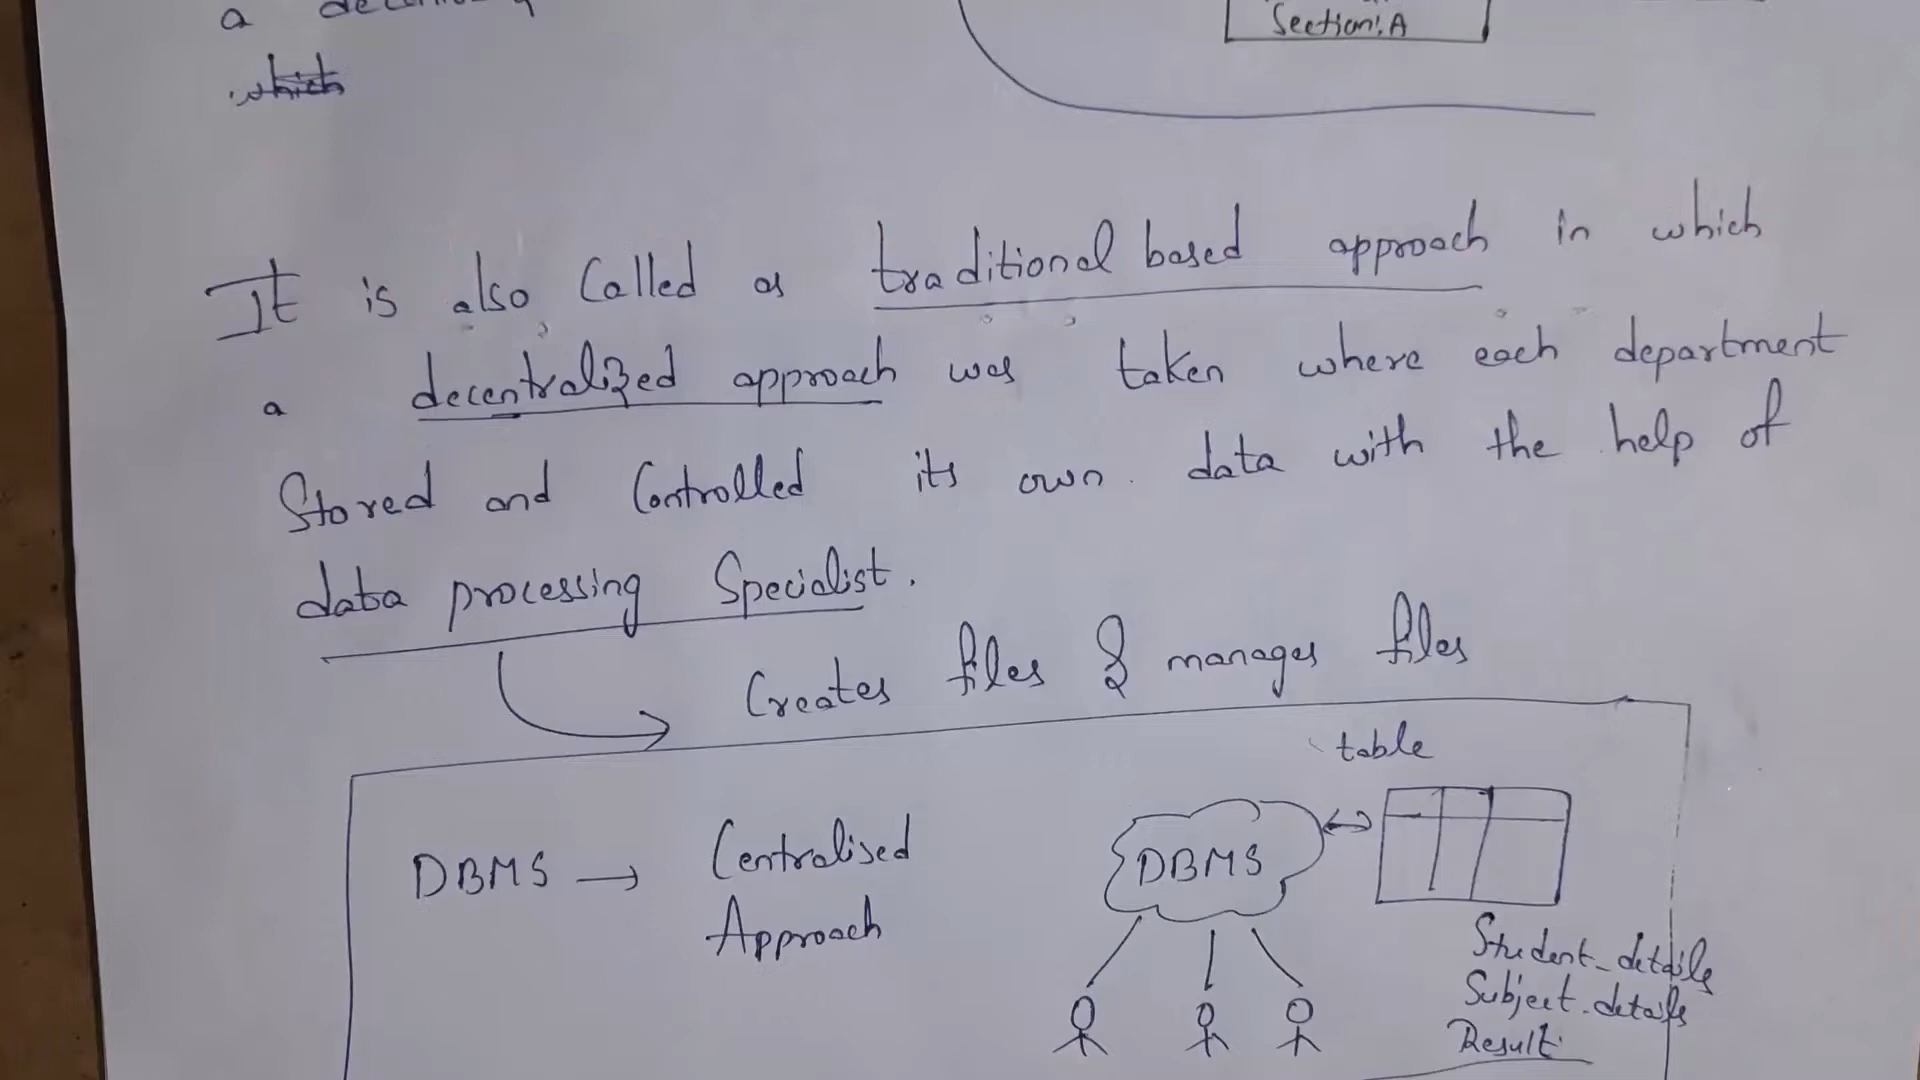 a
Section: A
which
It is also Called as traditional based approach in which
a decentralized approach was taken where each department
Stored and Controlled its own data with the help of
data processing Specialist.
Creates files & manages files
table
DBMS → Centralised
Approach
DBMS
Student_details
Subject_details
Result